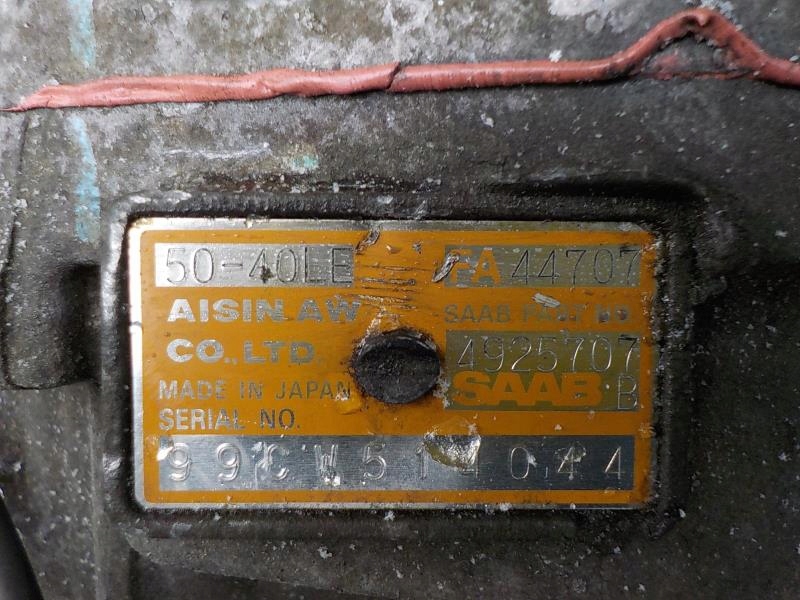 50-40LE FA 44707
AISIN AW SAAB PART NO.
CO., LTD. 4925707
MADE IN JAPAN SAAB B
SERIAL NO.
99CW514044